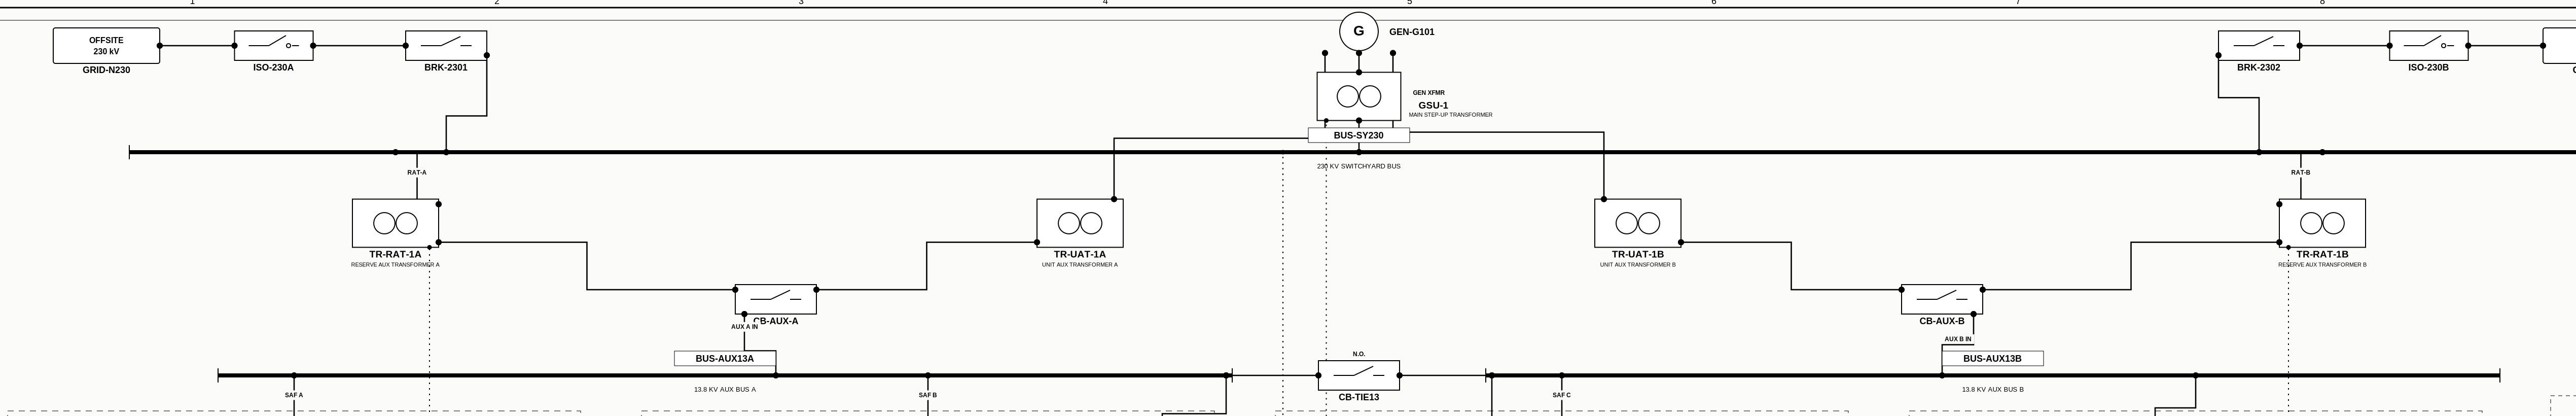 1 2 3 4 5 6 7 8
OFFSITE
230 kV
GRID-N230
ISO-230A
BRK-2301
G
GEN-G101
BRK-2302
ISO-230B
GEN XFMR
GSU-1
MAIN STEP-UP TRANSFORMER
BUS-SY230
230 KV SWITCHYARD BUS
RAT-A
RAT-B
TR-RAT-1A
RESERVE AUX TRANSFORMER A
TR-UAT-1A
UNIT AUX TRANSFORMER A
TR-UAT-1B
UNIT AUX TRANSFORMER B
TR-RAT-1B
RESERVE AUX TRANSFORMER B
CB-AUX-A
AUX A IN
CB-AUX-B
AUX B IN
BUS-AUX13A
N.O.
BUS-AUX13B
13.8 KV AUX BUS A
13.8 KV AUX BUS B
SAF A
SAF B
CB-TIE13
SAF C